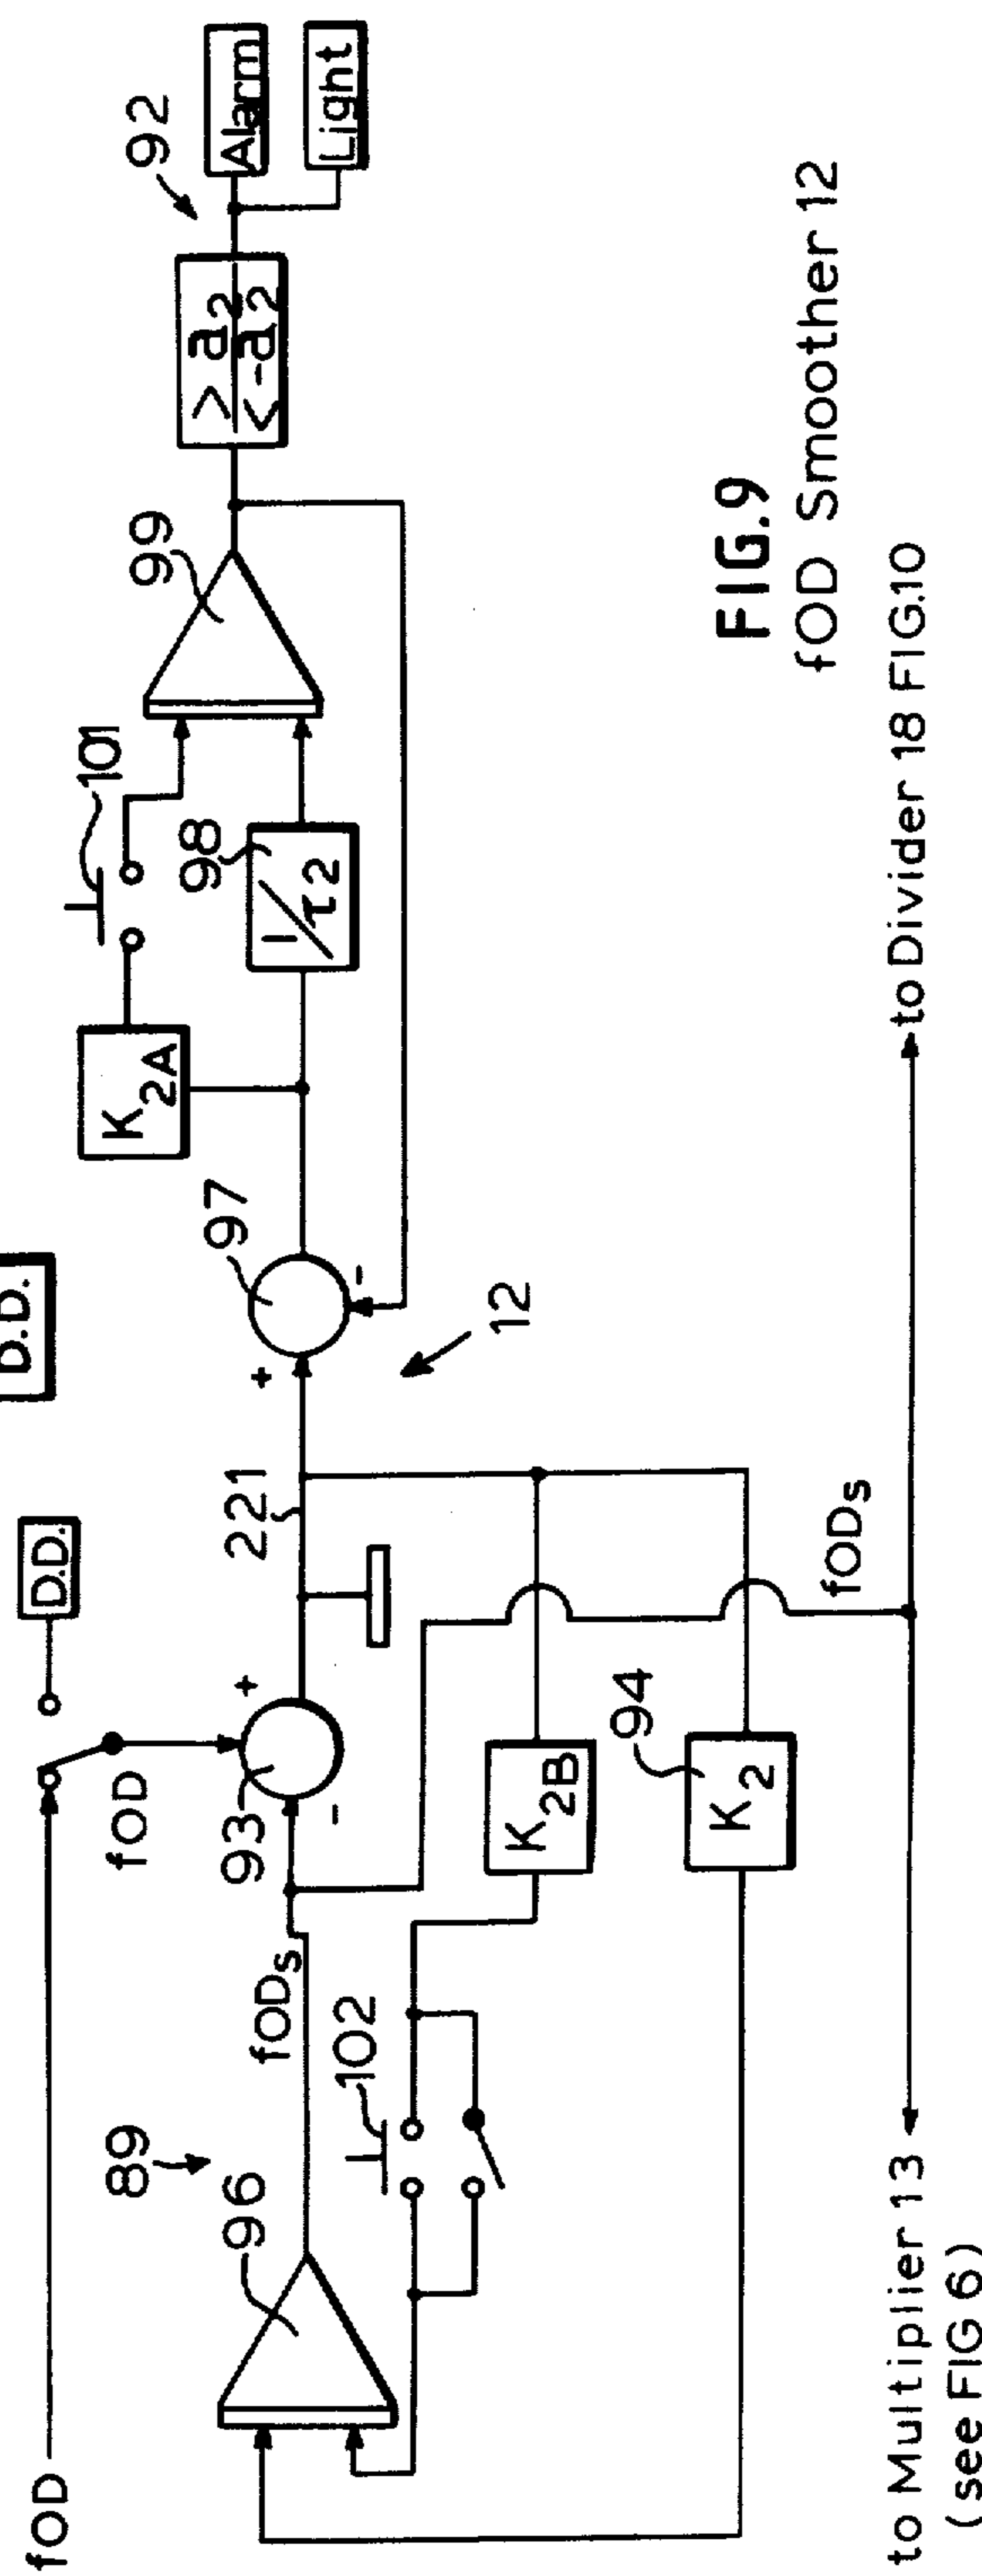 D.D.
D.D.
fOD
fOD
93
+
-
221
+
97
-
K2A
101
98
1/τ2
99
> a2
< -a2
92
Alarm
Light
89
96
fODs
102
K2B
94
K2
fODs
12
to Multiplier 13
(see FIG 6)
to Divider 18 FIG.10
FIG.9
fOD Smoother 12